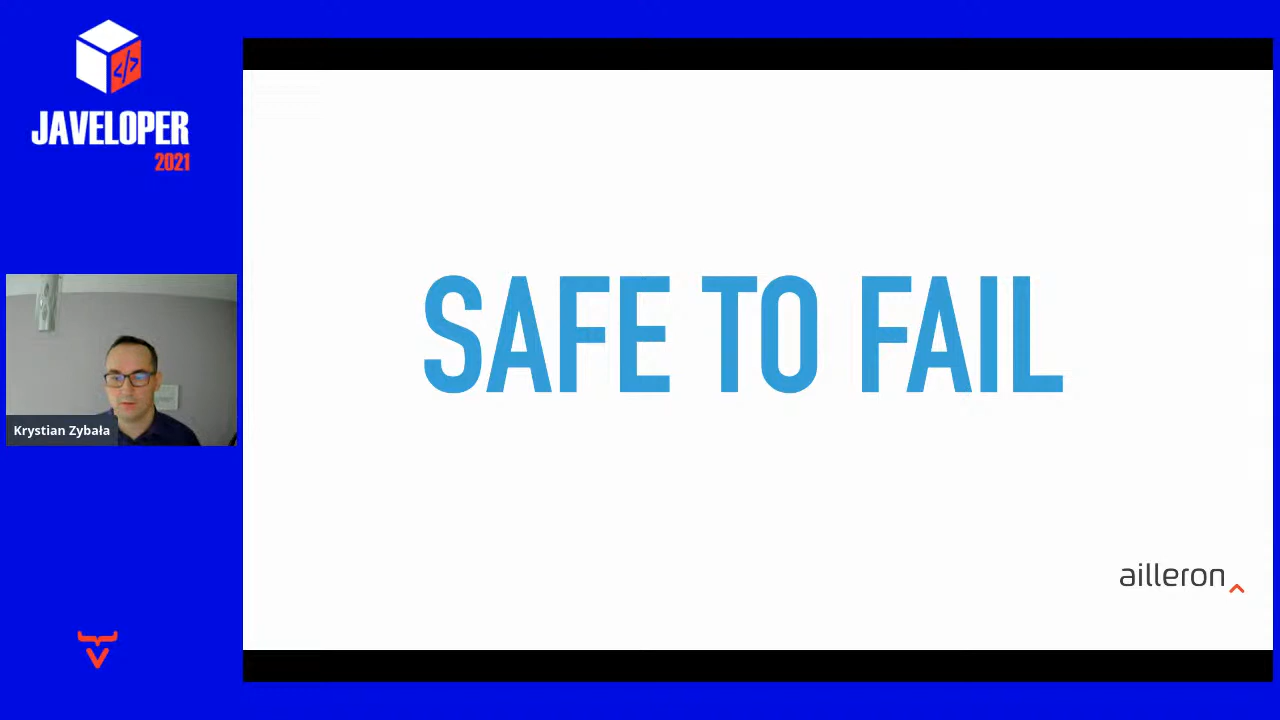 </>
JAVELOPER
2021
Krystian Zybała
SAFE TO FAIL
ailleron